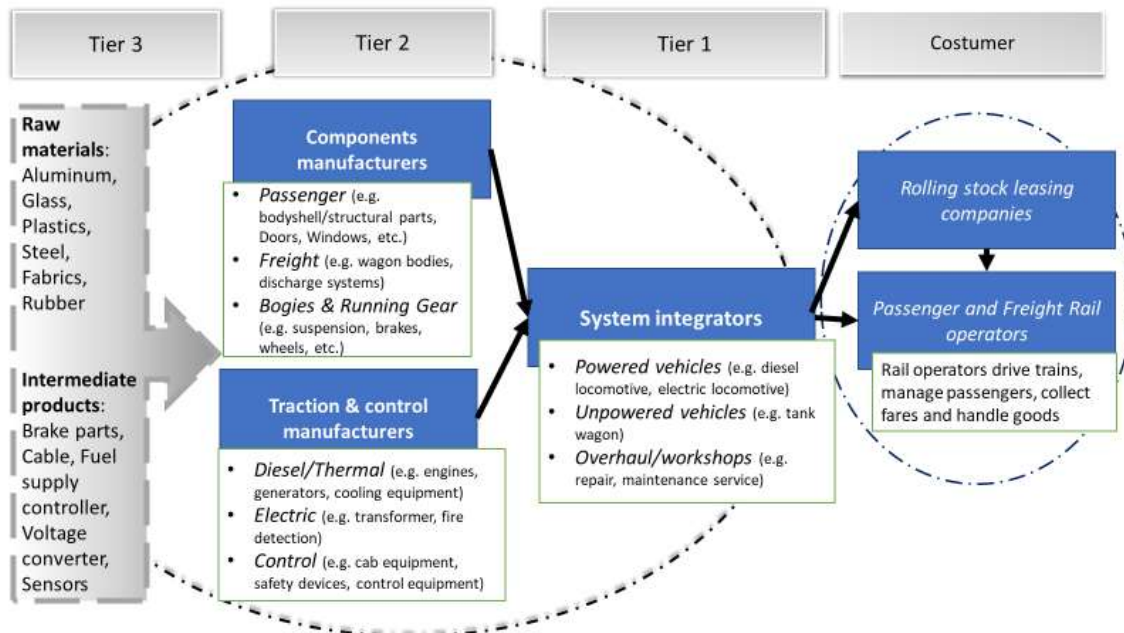 Tier 3
Tier 2
Tier 1
Costumer
Raw
materials:
Aluminum,
Glass,
Plastics,
Steel,
Fabrics,
Rubber
Intermediate
products:
Brake parts,
Cable, Fuel
supply
controller,
Voltage
converter,
Sensors
Components
manufacturers
• Passenger (e.g.
bodyshell/structural parts,
Doors, Windows, etc.)
• Freight (e.g. wagon bodies,
discharge systems)
• Bogies & Running Gear
(e.g. suspension, brakes,
wheels, etc.)
Traction & control
manufacturers
• Diesel/Thermal (e.g. engines,
generators, cooling equipment)
• Electric (e.g. transformer, fire
detection)
• Control (e.g. cab equipment,
safety devices, control equipment)
System integrators
• Powered vehicles (e.g. diesel
locomotive, electric locomotive)
• Unpowered vehicles (e.g. tank
wagon)
• Overhaul/workshops (e.g.
repair, maintenance service)
Rolling stock leasing
companies
Passenger and Freight Rail
operators
Rail operators drive trains,
manage passengers, collect
fares and handle goods